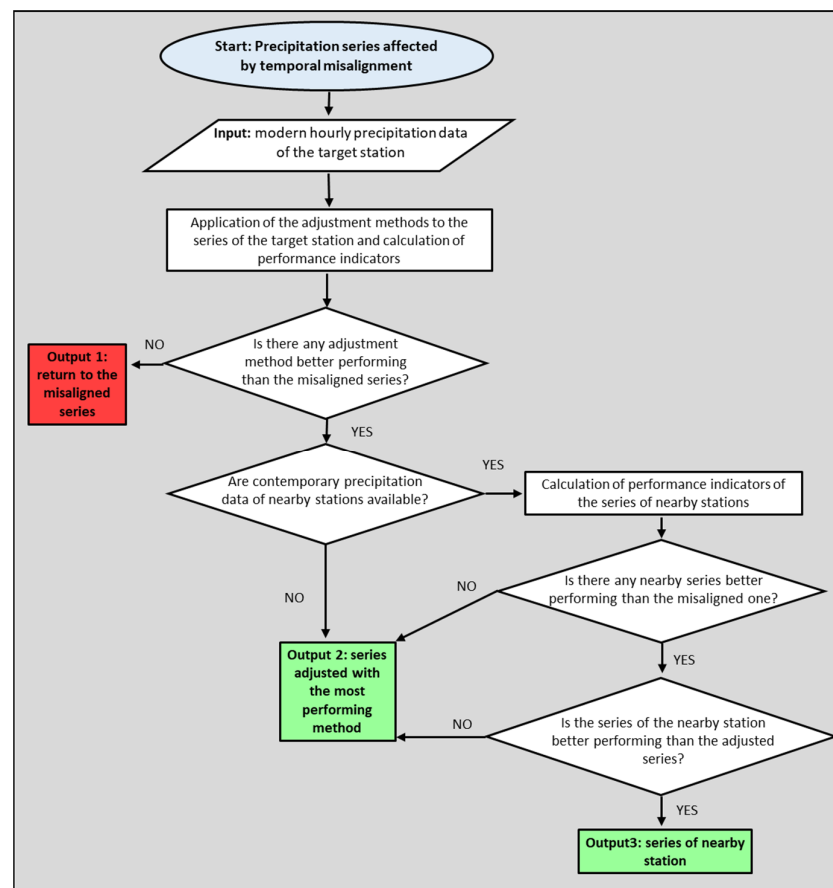 Start: Precipitation series affected
by temporal misalignment
Input: modern hourly precipitation data
of the target station
Application of the adjustment methods to the
series of the target station and calculation of
performance indicators
Is there any adjustment
method better performing
than the misaligned series?
NO
Output 1:
return to the
misaligned
series
YES
Are contemporary precipitation
data of nearby stations available?
YES
Calculation of performance indicators of
the series of nearby stations
NO
Is there any nearby series better
performing than the misaligned one?
NO
YES
Output 2: series
adjusted with
the most
performing
method
Is the series of the nearby station
better performing than the adjusted
series?
NO
YES
Output3: series of nearby
station